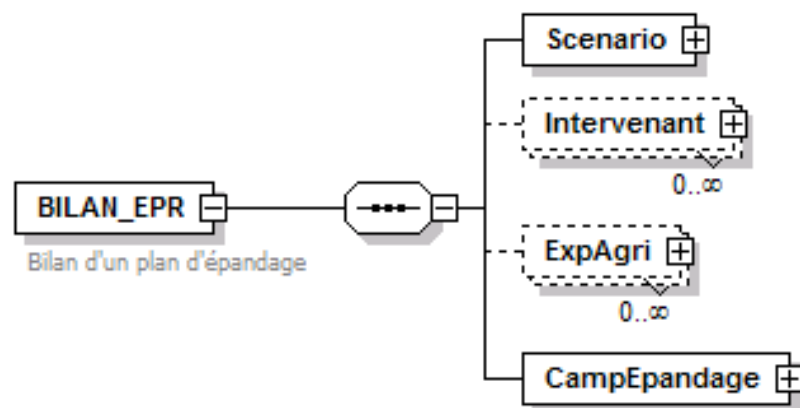 Scenario
Intervenant
0..∞
BILAN_EPR
Bilan d'un plan d'épandage
ExpAgri
0..∞
CampEpandage